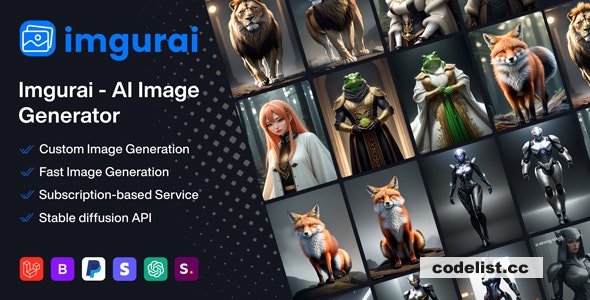 imgurai
Imgurai - AI Image
Generator
Custom Image Generation
Fast Image Generation
Subscription-based Service
Stable diffusion API
B
P
S
S.
codelist.cc